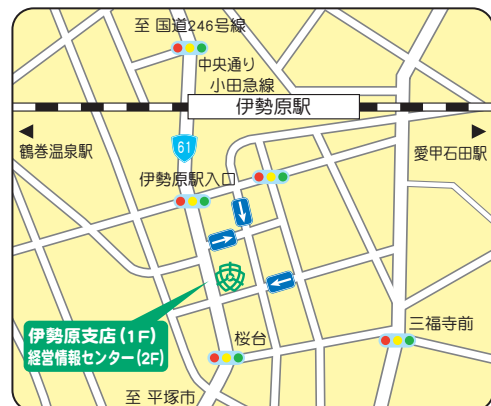 至 国道246号線
中央通り
小田急線
伊勢原駅
鶴巻温泉駅
愛甲石田駅
61
伊勢原駅入口
伊勢原支店(1F)
経営情報センター(2F)
桜台
三福寺前
至 平塚市